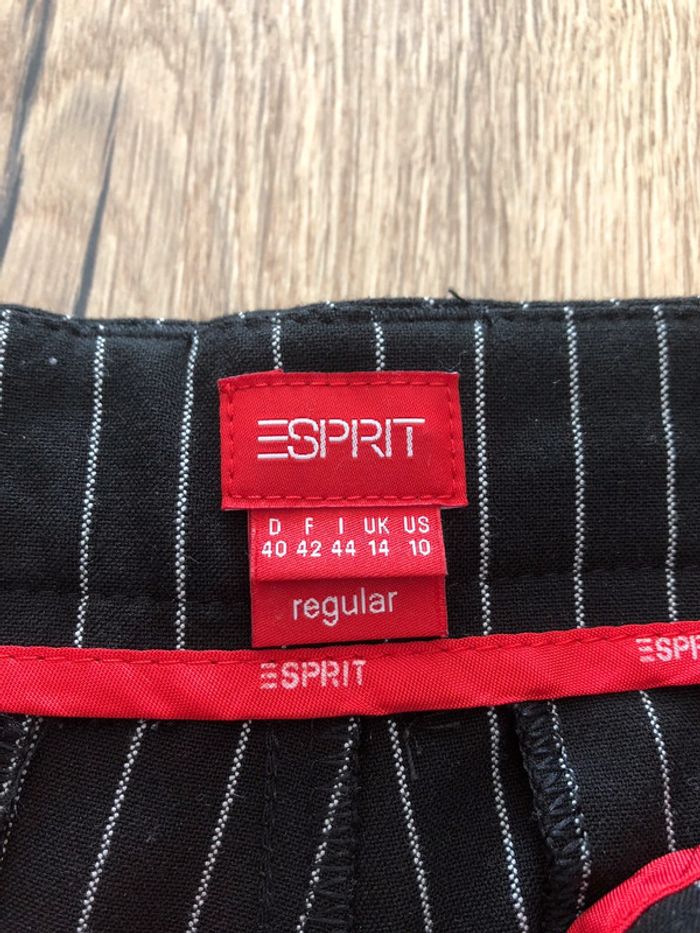 ESPRIT
D F I UK US
40 42 44 14 10
regular
ESPRIT
ESPR